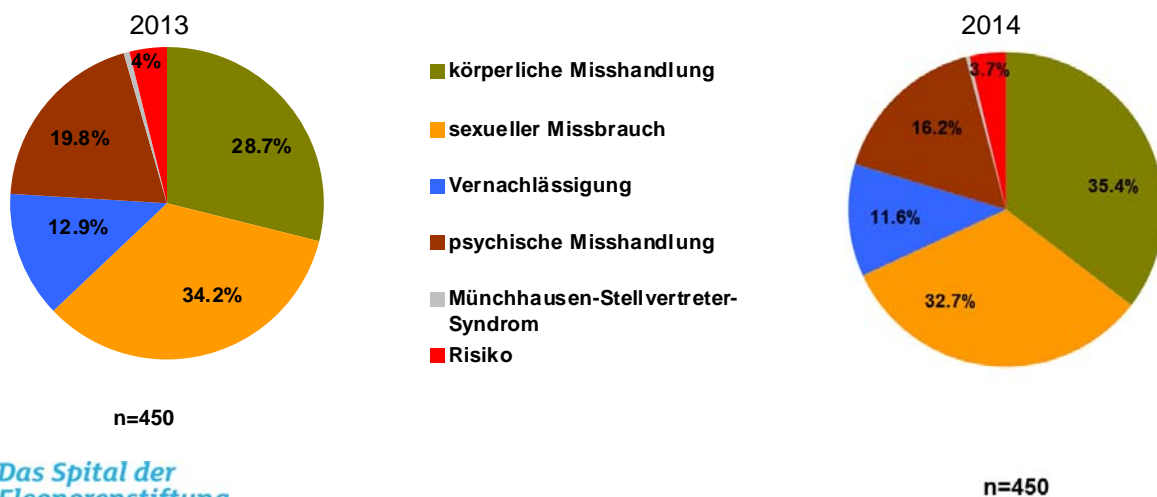 2013
4%
28.7%
19.8%
12.9%
34.2%
n=450
körperliche Misshandlung
sexueller Missbrauch
Vernachlässigung
psychische Misshandlung
Münchhausen-Stellvertreter-
Syndrom
Risiko
2014
3.7%
16.2%
35.4%
11.6%
32.7%
n=450
Das Spital der
Eleonorenstiftung